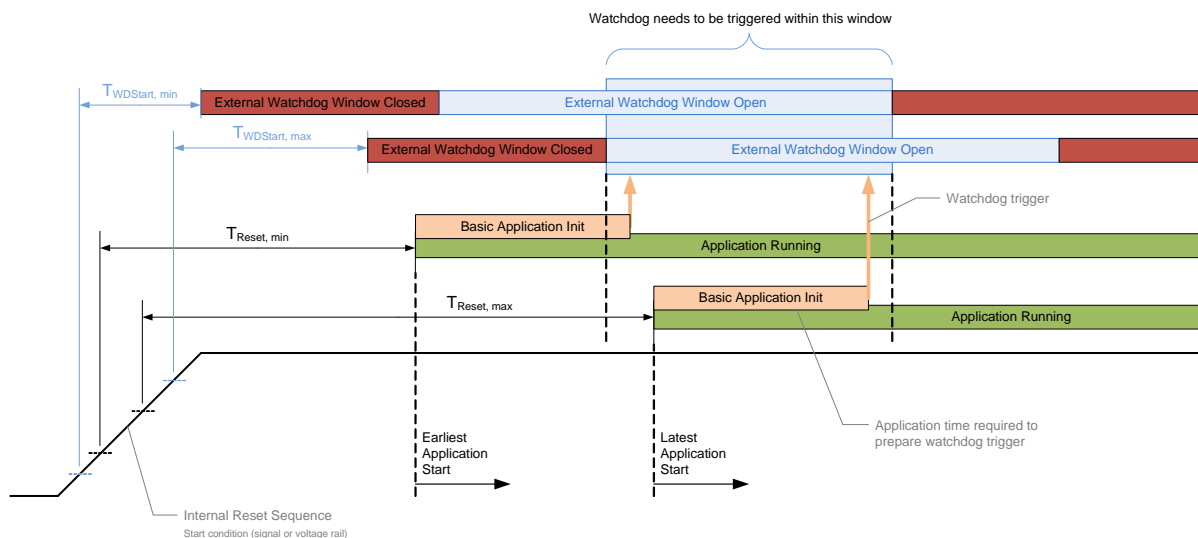 Watchdog needs to be triggered within this window
TWDStart, min
External Watchdog Window Closed
External Watchdog Window Open
TWDStart, max
External Watchdog Window Closed
External Watchdog Window Open
Watchdog trigger
Basic Application Init
TReset, min
Application Running
Basic Application Init
TReset, max
Application Running
Earliest
Application
Start
Latest
Application
Start
Application time required to
prepare watchdog trigger
Internal Reset Sequence
Start condition (signal or voltage rail)